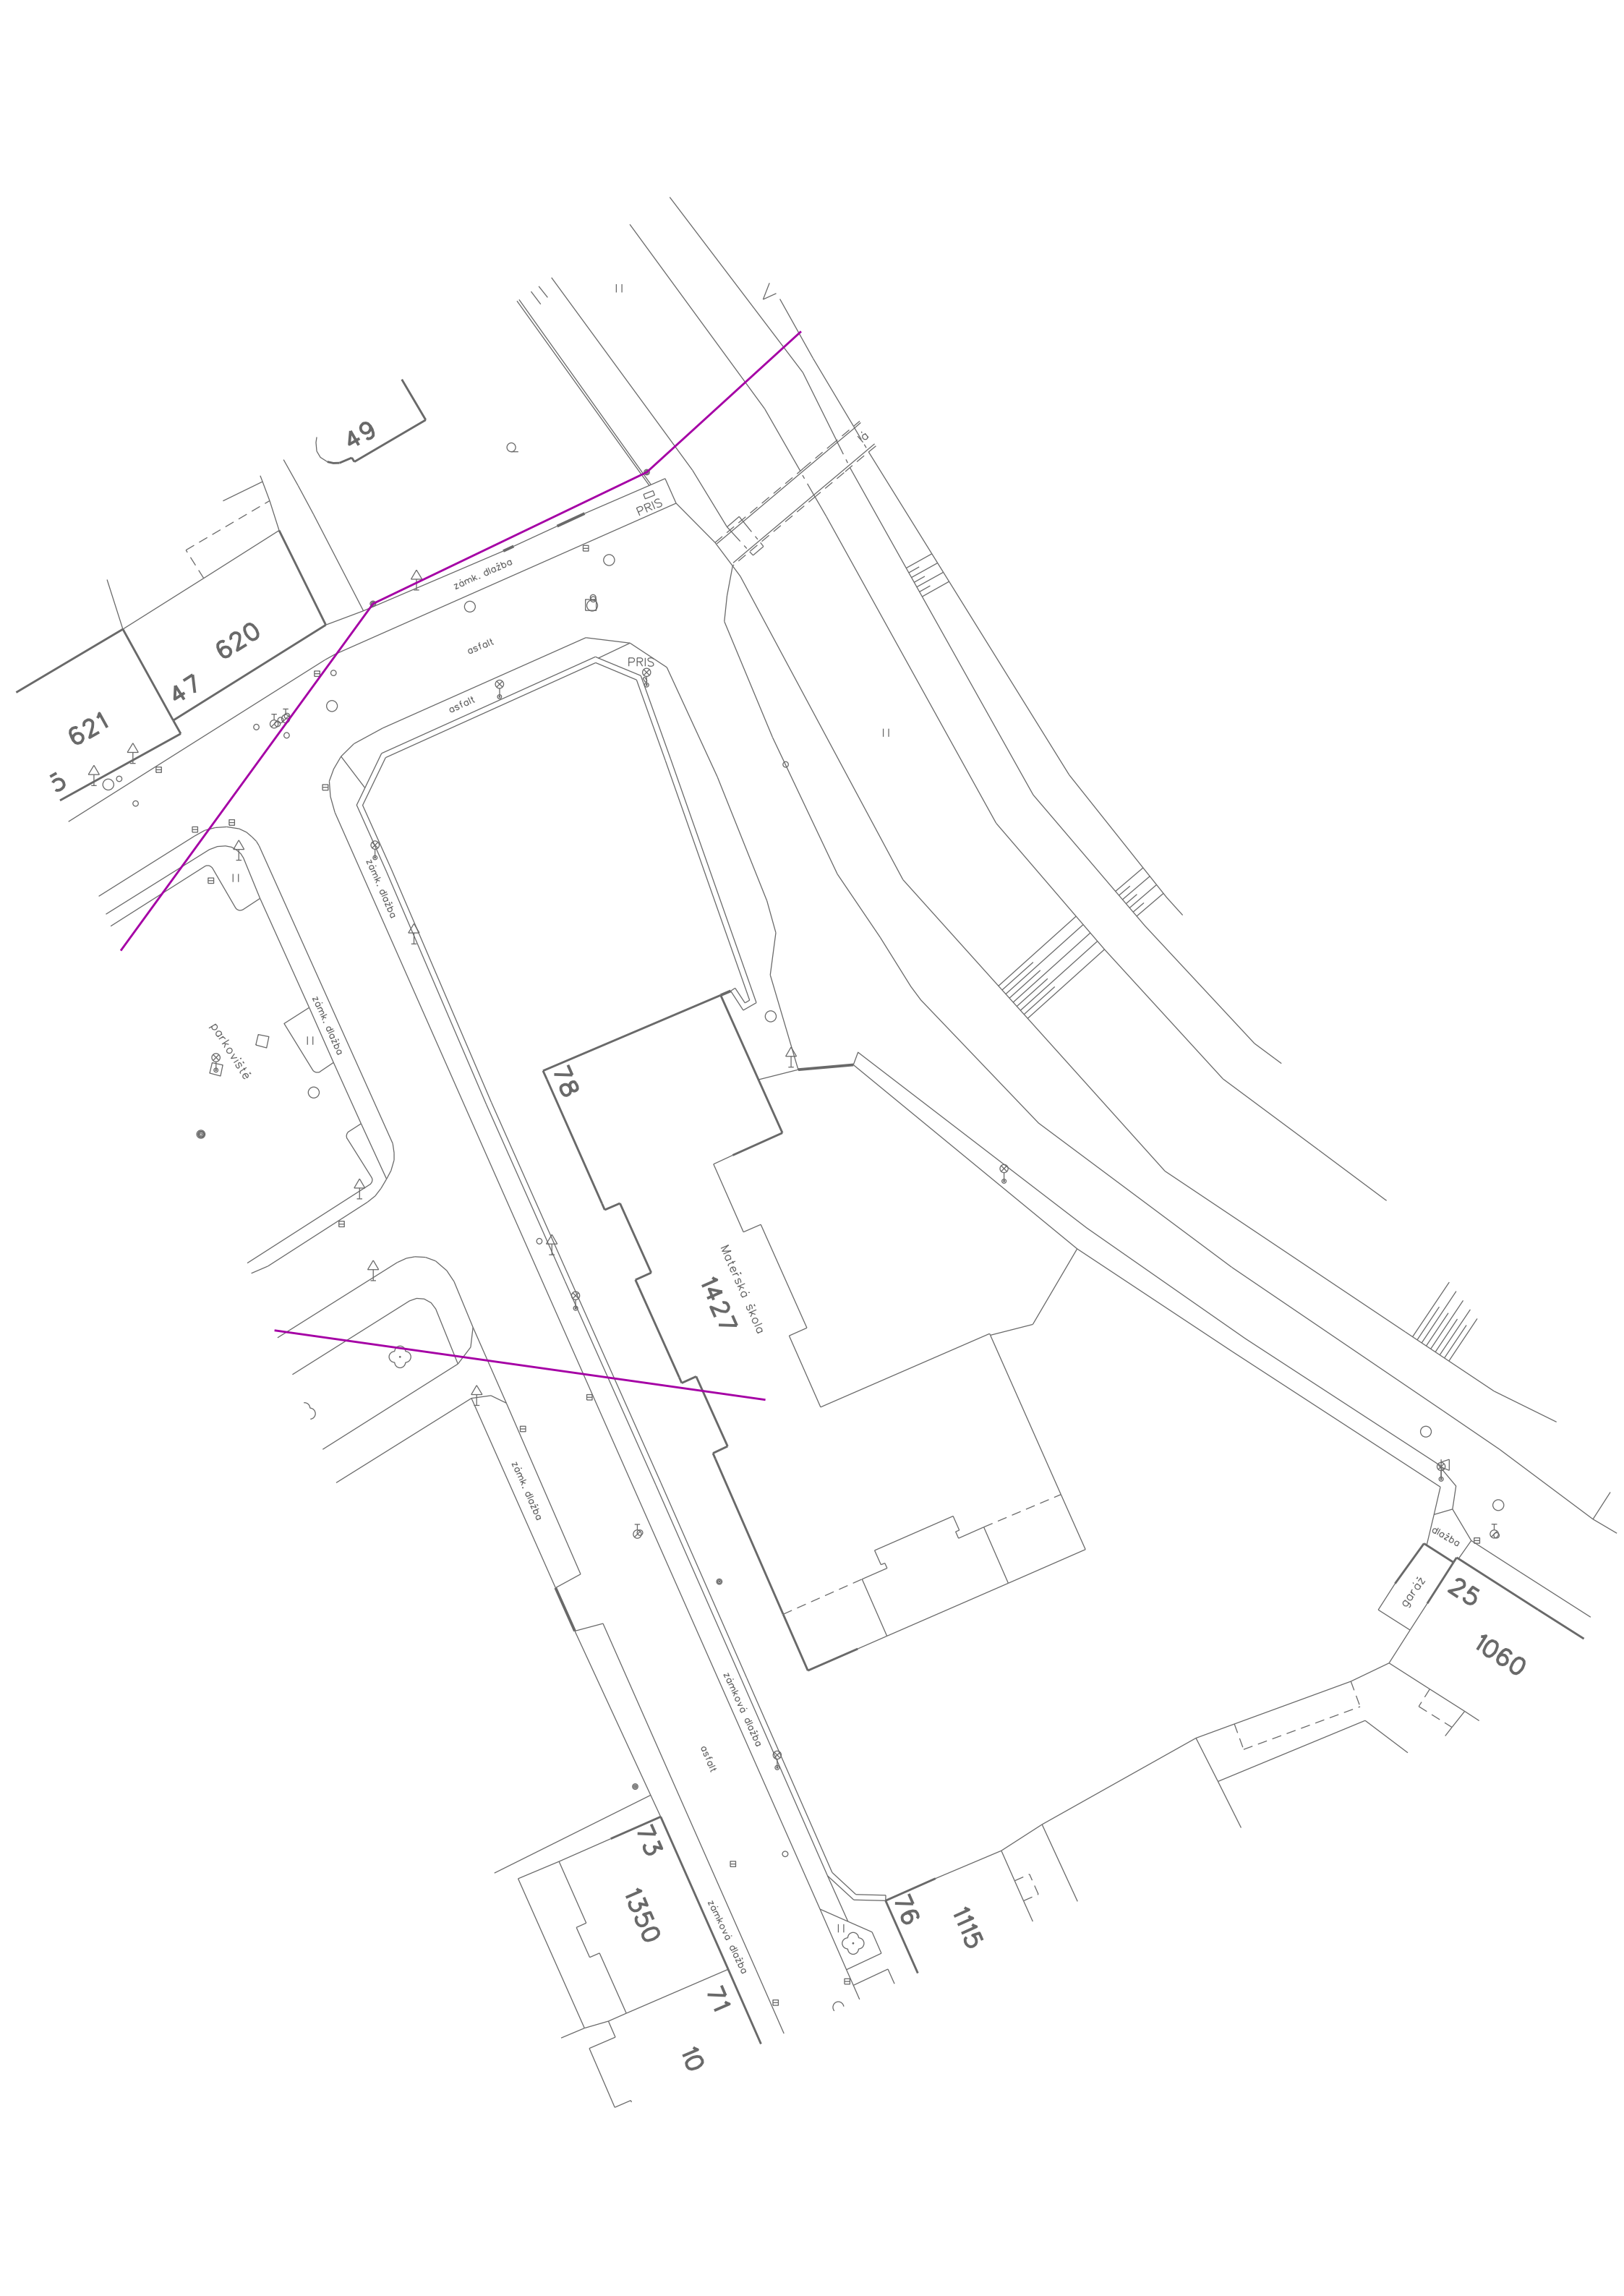 49
PRIS
zámk. dlažba
620
47
621
5
asfalt
PRIS
asfalt
zámk. dlažba
zámk. dlažba
parkoviště
78
Mateřská škola
1427
zámk. dlažba
dlažba
garáž
25
1060
zámková dlažba
asfalt
73
1350
zámková dlažba
76
1115
71
10